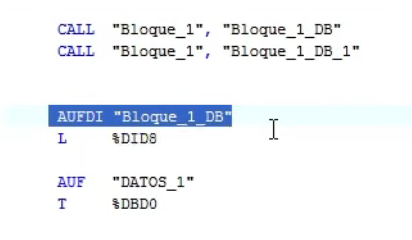 CALL "Bloque_1", "Bloque_1_DB"
CALL "Bloque_1", "Bloque_1_DB_1"
AUFDI "Bloque_1_DB"
L %DID8
AUF "DATOS_1"
T %DBD0